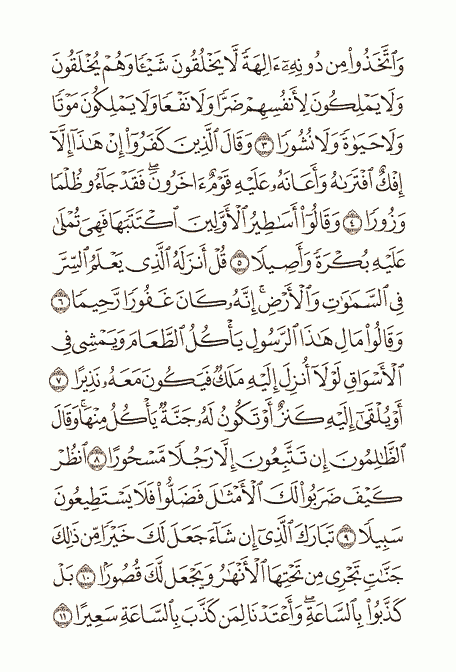 وَٱتَّخَذُوا۟ مِن دُونِهِۦٓ ءَالِهَةً لَّا يَخْلُقُونَ شَيْـًٔا وَهُمْ يُخْلَقُونَ
وَلَا يَمْلِكُونَ لِأَنفُسِهِمْ ضَرًّا وَلَا نَفْعًا وَلَا يَمْلِكُونَ مَوْتًا
وَلَا حَيَوٰةً وَلَا نُشُورًا ٣ وَقَالَ ٱلَّذِينَ كَفَرُوٓا۟ إِنْ هَـٰذَآ إِلَّآ
إِفْكٌ ٱفْتَرَىٰهُ وَأَعَانَهُۥ عَلَيْهِ قَوْمٌ ءَاخَرُونَ ۖ فَقَدْ جَآءُو ظُلْمًا
وَزُورًا ٤ وَقَالُوٓا۟ أَسَـٰطِيرُ ٱلْأَوَّلِينَ ٱكْتَتَبَهَا فَهِىَ تُمْلَىٰ
عَلَيْهِ بُكْرَةً وَأَصِيلًا ٥ قُلْ أَنزَلَهُ ٱلَّذِى يَعْلَمُ ٱلسِّرَّ
فِى ٱلسَّمَـٰوَٰتِ وَٱلْأَرْضِ ۚ إِنَّهُۥ كَانَ غَفُورًا رَّحِيمًا ٦
وَقَالُوا۟ مَالِ هَـٰذَا ٱلرَّسُولِ يَأْكُلُ ٱلطَّعَامَ وَيَمْشِى فِى
ٱلْأَسْوَاقِ ۙ لَوْلَآ أُنزِلَ إِلَيْهِ مَلَكٌ فَيَكُونَ مَعَهُۥ نَذِيرًا ٧
أَوْ يُلْقَىٰٓ إِلَيْهِ كَنزٌ أَوْ تَكُونُ لَهُۥ جَنَّةٌ يَأْكُلُ مِنْهَا ۚ وَقَالَ
ٱلظَّـٰلِمُونَ إِن تَتَّبِعُونَ إِلَّا رَجُلًا مَّسْحُورًا ٨ ٱنظُرْ
كَيْفَ ضَرَبُوا۟ لَكَ ٱلْأَمْثَـٰلَ فَضَلُّوا۟ فَلَا يَسْتَطِيعُونَ
سَبِيلًا ٩ تَبَارَكَ ٱلَّذِىٓ إِن شَآءَ جَعَلَ لَكَ خَيْرًا مِّن ذَٰلِكَ
جَنَّـٰتٍ تَجْرِى مِن تَحْتِهَا ٱلْأَنْهَـٰرُ وَيَجْعَل لَّكَ قُصُورًۢا ١٠ بَلْ
كَذَّبُوا۟ بِٱلسَّاعَةِ ۖ وَأَعْتَدْنَا لِمَن كَذَّبَ بِٱلسَّاعَةِ سَعِيرًا ١١